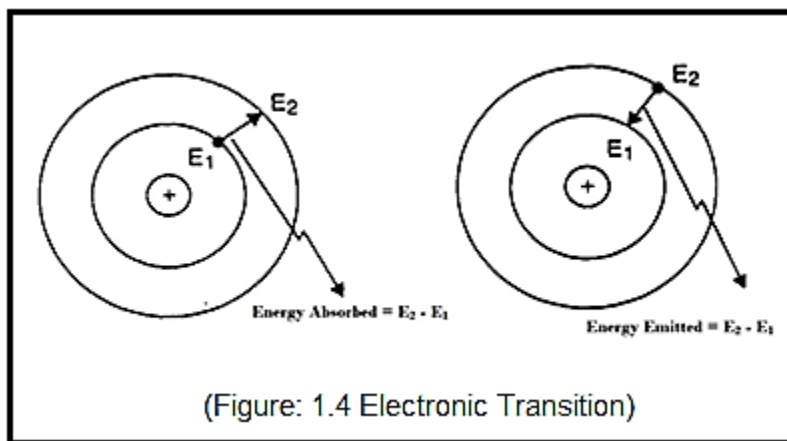 E₂
E₁
+
Energy Absorbed = E₂ - E₁
E₂
E₁
+
Energy Emitted = E₂ - E₁
(Figure: 1.4 Electronic Transition)